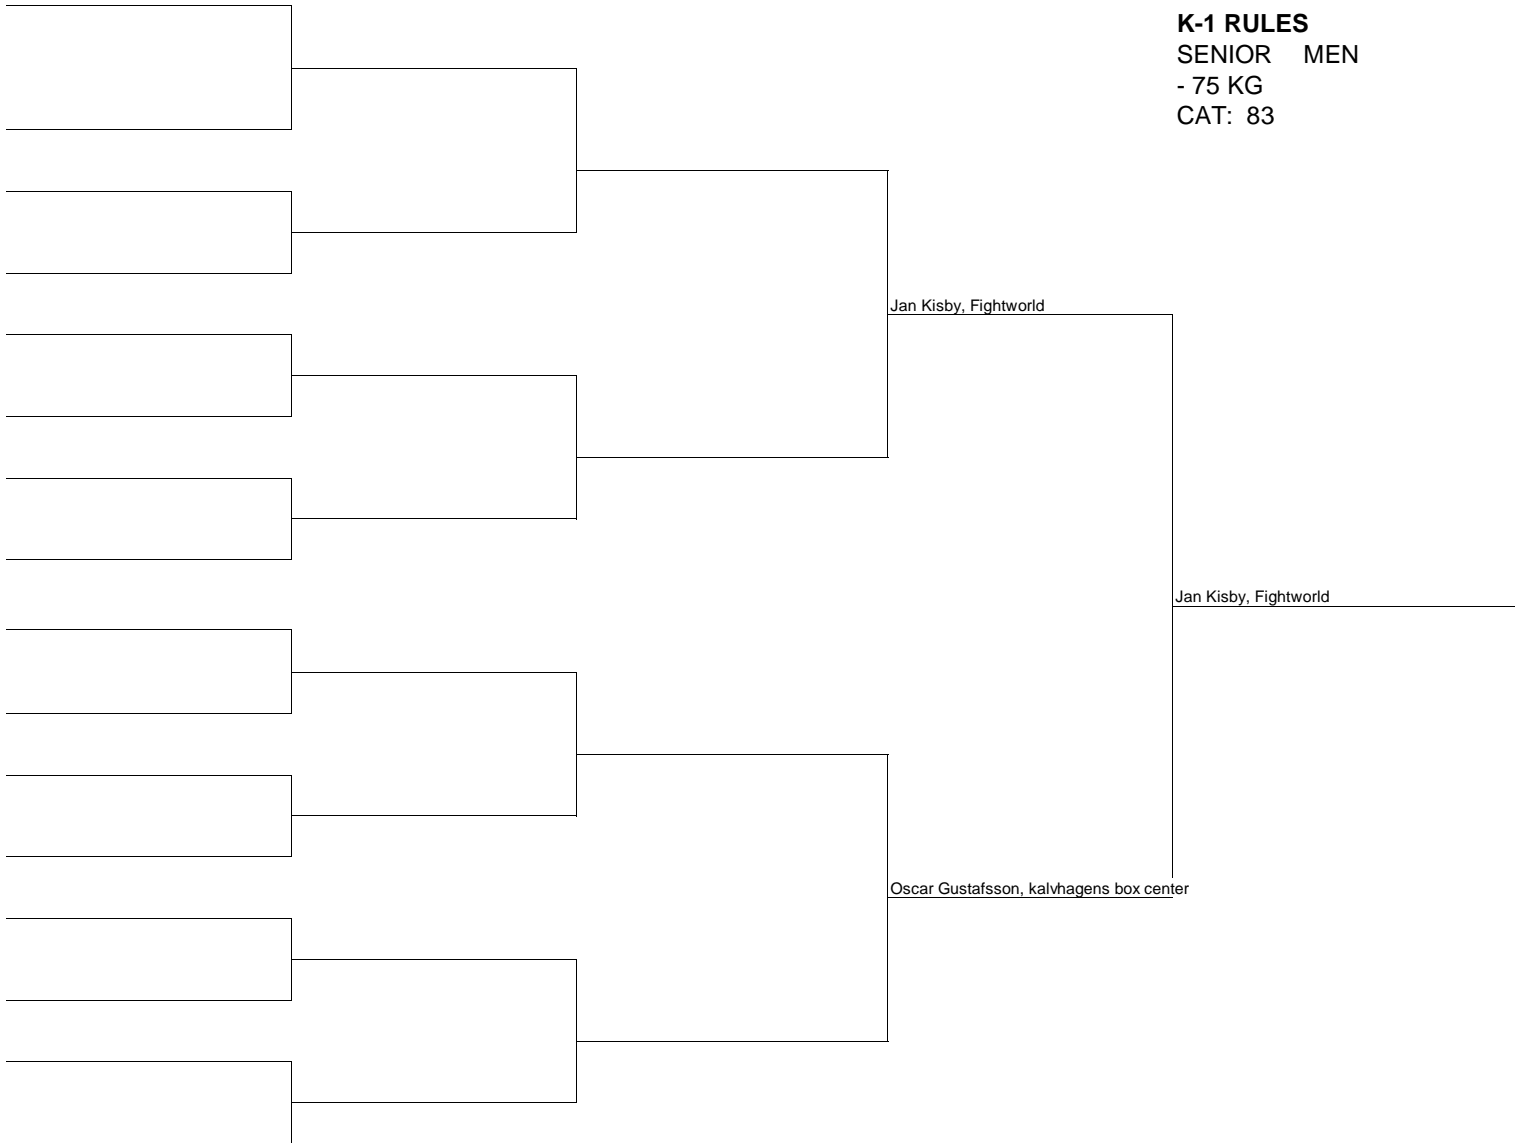 K-1 RULES
SENIOR MEN
- 75 KG
CAT: 83
Jan Kisby, Fightworld
Jan Kisby, Fightworld
Oscar Gustafsson, kalvhagens box center